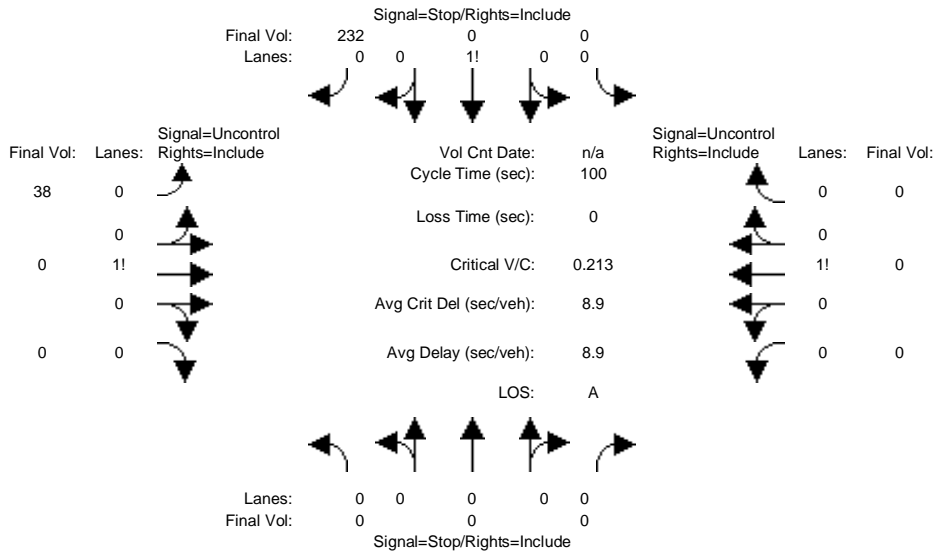 Signal=Stop/Rights=Include
Final Vol: 232 0 0
Lanes: 0 0 1! 0 0
Signal=Uncontrol Signal=Uncontrol
Final Vol: Lanes: Rights=Include Vol Cnt Date: n/a Rights=Include Lanes: Final Vol:
Cycle Time (sec): 100
38 0 0 0
Loss Time (sec): 0
0 0
0 1! Critical V/C: 0.213 1! 0
0 Avg Crit Del (sec/veh): 8.9 0
0 0 Avg Delay (sec/veh): 8.9 0 0
LOS: A
Lanes: 0 0 0 0 0
Final Vol: 0 0 0
Signal=Stop/Rights=Include